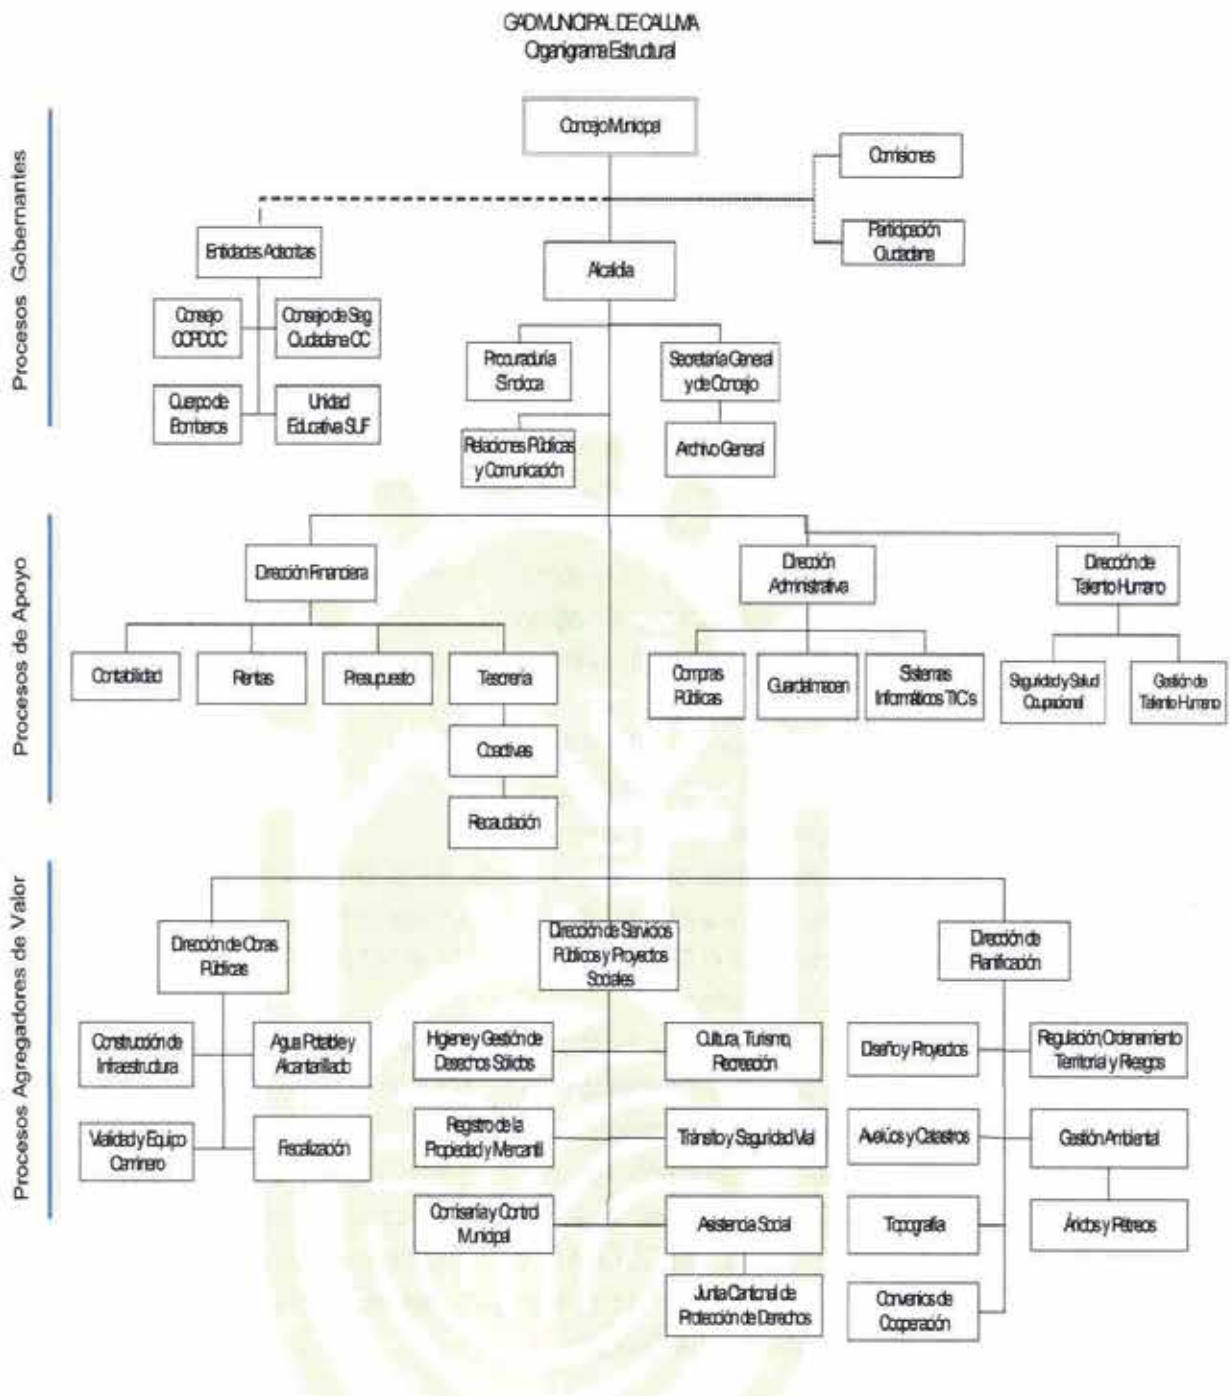 GAD MUNICIPAL DE CALUMA
Organigrama Estructural
Procesos Gobernantes
Concejo Municipal
Comisiones
Participación
Ciudadana
Entidades Adscritas
Alcaldía
Consejo
CCPDCC
Consejo de Seg.
Ciudadana CC
Cuerpo de
Bomberos
Unidad
Educativa SUF
Procuraduría
Síndica
Secretaría General
y de Concejo
Relaciones Públicas
y Comunicación
Archivo General
Procesos de Apoyo
Dirección Financiera
Dirección
Administrativa
Dirección de
Talento Humano
Contabilidad
Rentas
Presupuesto
Tesorería
Coactivas
Recaudación
Compras
Públicas
Guardalmacen
Sistemas
Informáticos TIC's
Seguridad y Salud
Ocupacional
Gestión de
Talento Humano
Procesos Agregadores de Valor
Dirección de Obras
Públicas
Dirección de Servicios
Públicos y Proyectos
Sociales
Dirección de
Planificación
Construcción de
Infraestructura
Agua Potable y
Alcantarillado
Vialidad y Equipo
Caminero
Fiscalización
Higiene y Gestión de
Desechos Sólidos
Cultura, Turismo,
Recreación
Registro de la
Propiedad y Mercantil
Tránsito y Seguridad Vial
Comisaría y Control
Municipal
Asistencia Social
Junta Cantonal de
Protección de Derechos
Diseño y Proyectos
Regulación, Ordenamiento
Territorial y Riesgos
Avalúos y Catastros
Gestión Ambiental
Topografía
Áridos y Pétreos
Convenios de
Cooperación